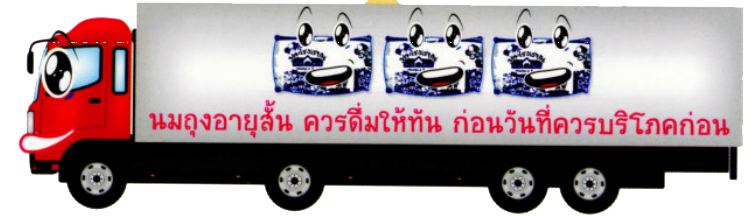 นมถุงอายุสั้น ควรดื่มให้ทัน ก่อนวันที่ควรบริโภคก่อน